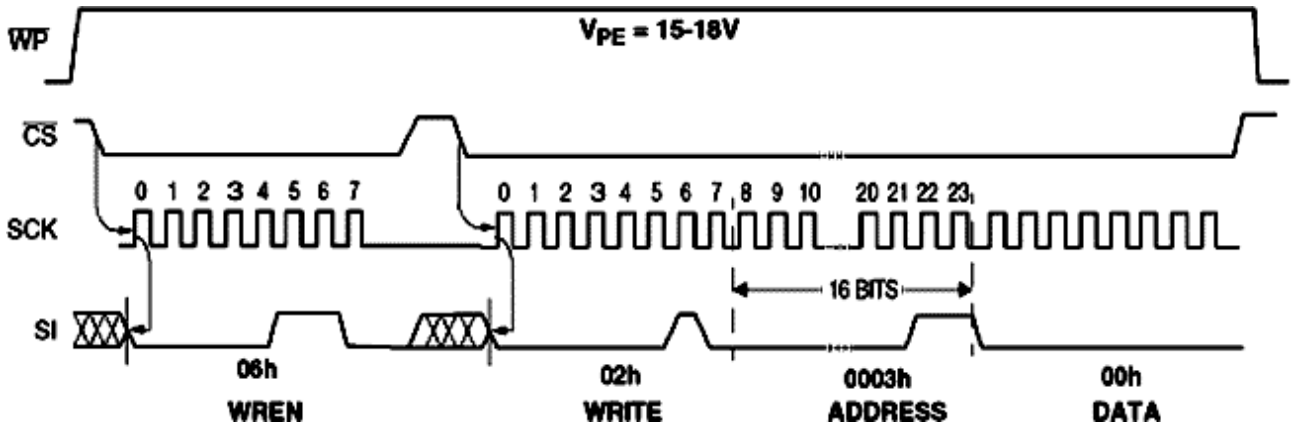 WP VPE = 15-18V
CS
0 1 2 3 4 5 6 7 0 1 2 3 4 5 6 7 8 9 10 20 21 22 23
SCK
16 BITS
SI
06h 02h 0003h 00h
WREN WRITE ADDRESS DATA